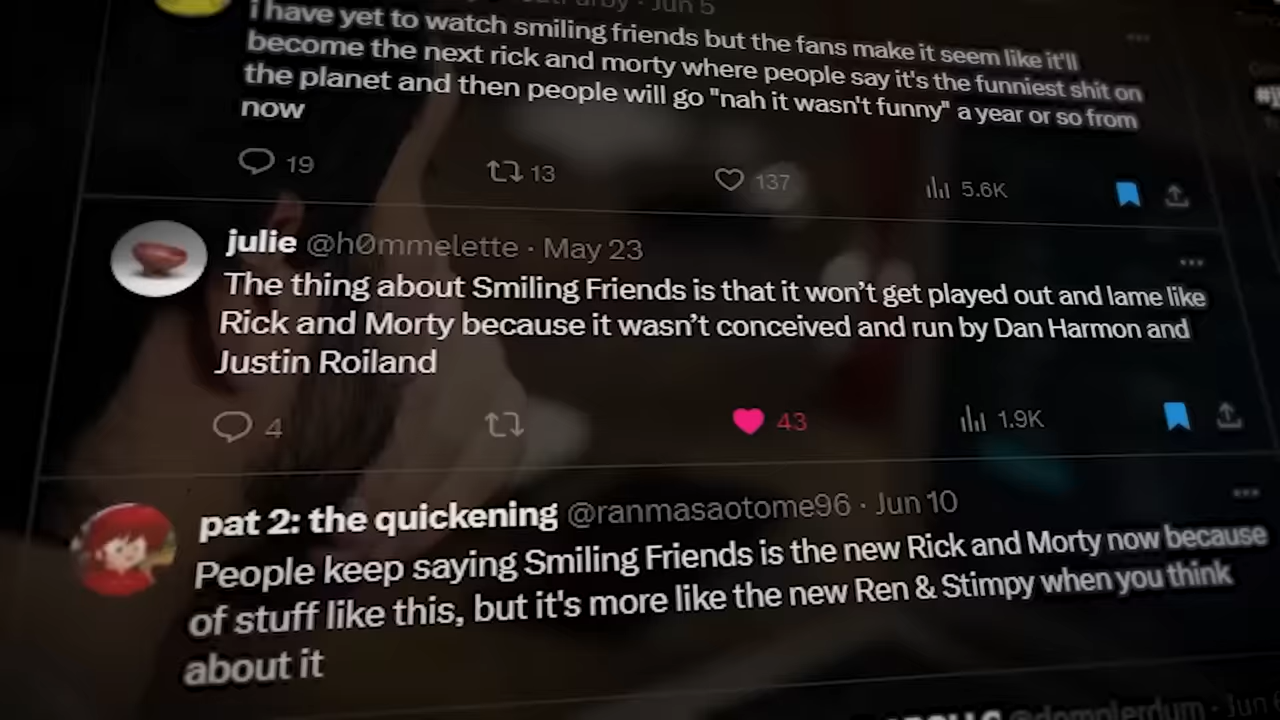 Jun 5
I have yet to watch smiling friends but the fans make it seem like it'll
become the next rick and morty where people say it's the funniest shit on
the planet and then people will go "nah it wasn't funny" a year or so from
now
19 13 137 5.6K
julie @h0mmelette · May 23
The thing about Smiling Friends is that it won't get played out and lame like
Rick and Morty because it wasn't conceived and run by Dan Harmon and
Justin Roiland
4 43 1.9K
pat 2: the quickening @ranmasaotome96 · Jun 10
People keep saying Smiling Friends is the new Rick and Morty now because
of stuff like this, but it's more like the new Ren & Stimpy when you think
about it
@domplerdum · Jun